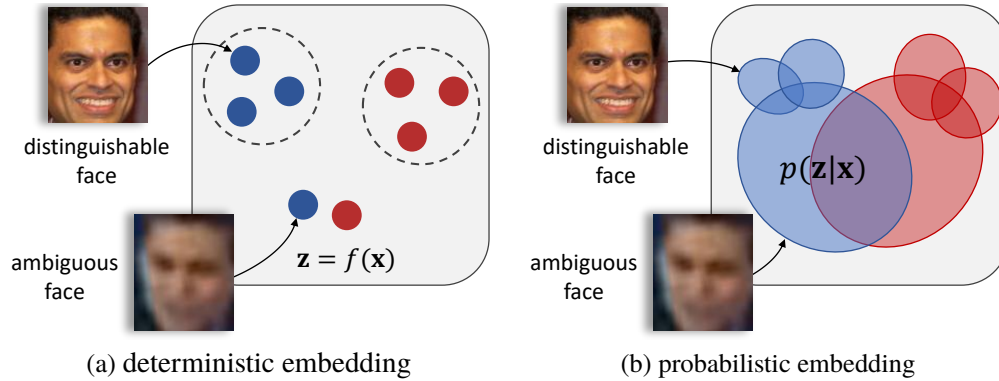 distinguishable
face
ambiguous
face
𝐳 = 𝑓(𝐱)
(a) deterministic embedding
distinguishable
face
𝑝(𝐳|𝐱)
ambiguous
face
(b) probabilistic embedding